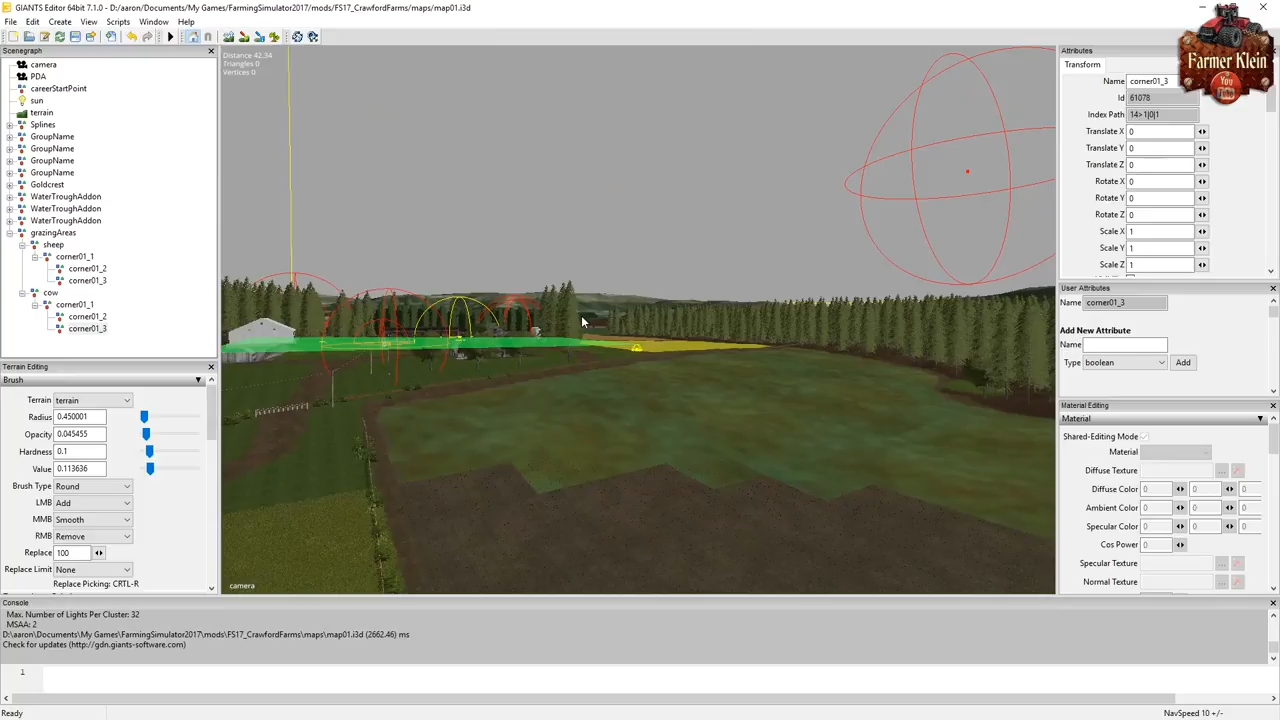 GIANTS Editor 64bit 7.1.0 - D:/aaron/Documents/My Games/FarmingSimulator2017/mods/FS17_CrawfordFarms/maps/map01.i3d
File Edit Create View Scripts Window Help
Scenegraph
camera
PDA
careerStartPoint
sun
terrain
Splines
GroupName
GroupName
GroupName
GroupName
Goldcrest
WaterTroughAddon
WaterTroughAddon
WaterTroughAddon
grazingAreas
sheep
corner01_1
corner01_2
corner01_3
cow
corner01_1
corner01_2
corner01_3
Terrain Editing
Brush
Terrain terrain
Radius 0.450001
Opacity 0.045455
Hardness 0.1
Value 0.113636
Brush Type Round
LMB Add
MMB Smooth
RMB Remove
Replace 100
Replace Limit None
Replace Picking: CRTL-R
Distance 42.34
Triangles 0
Vertices 0
camera
Attributes
Transform
Name corner01_3
Id 61078
Index Path 14>1|0|1
Translate X 0
Translate Y 0
Translate Z 0
Rotate X 0
Rotate Y 0
Rotate Z 0
Scale X 1
Scale Y 1
Scale Z 1
Farmer Klein
You Tube
User Attributes
Name corner01_3
Add New Attribute
Name
Type boolean Add
Material Editing
Material
Shared-Editing Mode
Material
Diffuse Texture ...
Diffuse Color 0 0 0
Ambient Color 0 0 0
Specular Color 0 0 0
Cos Power 0
Specular Texture ...
Normal Texture ...
Console
Max. Number of Lights Per Cluster: 32
MSAA: 2
D:/aaron/Documents/My Games/FarmingSimulator2017/mods/FS17_CrawfordFarms/maps/map01.i3d (2662.46) ms
Check for updates (http://gdn.giants-software.com)
1
Ready
NavSpeed 10 +/-